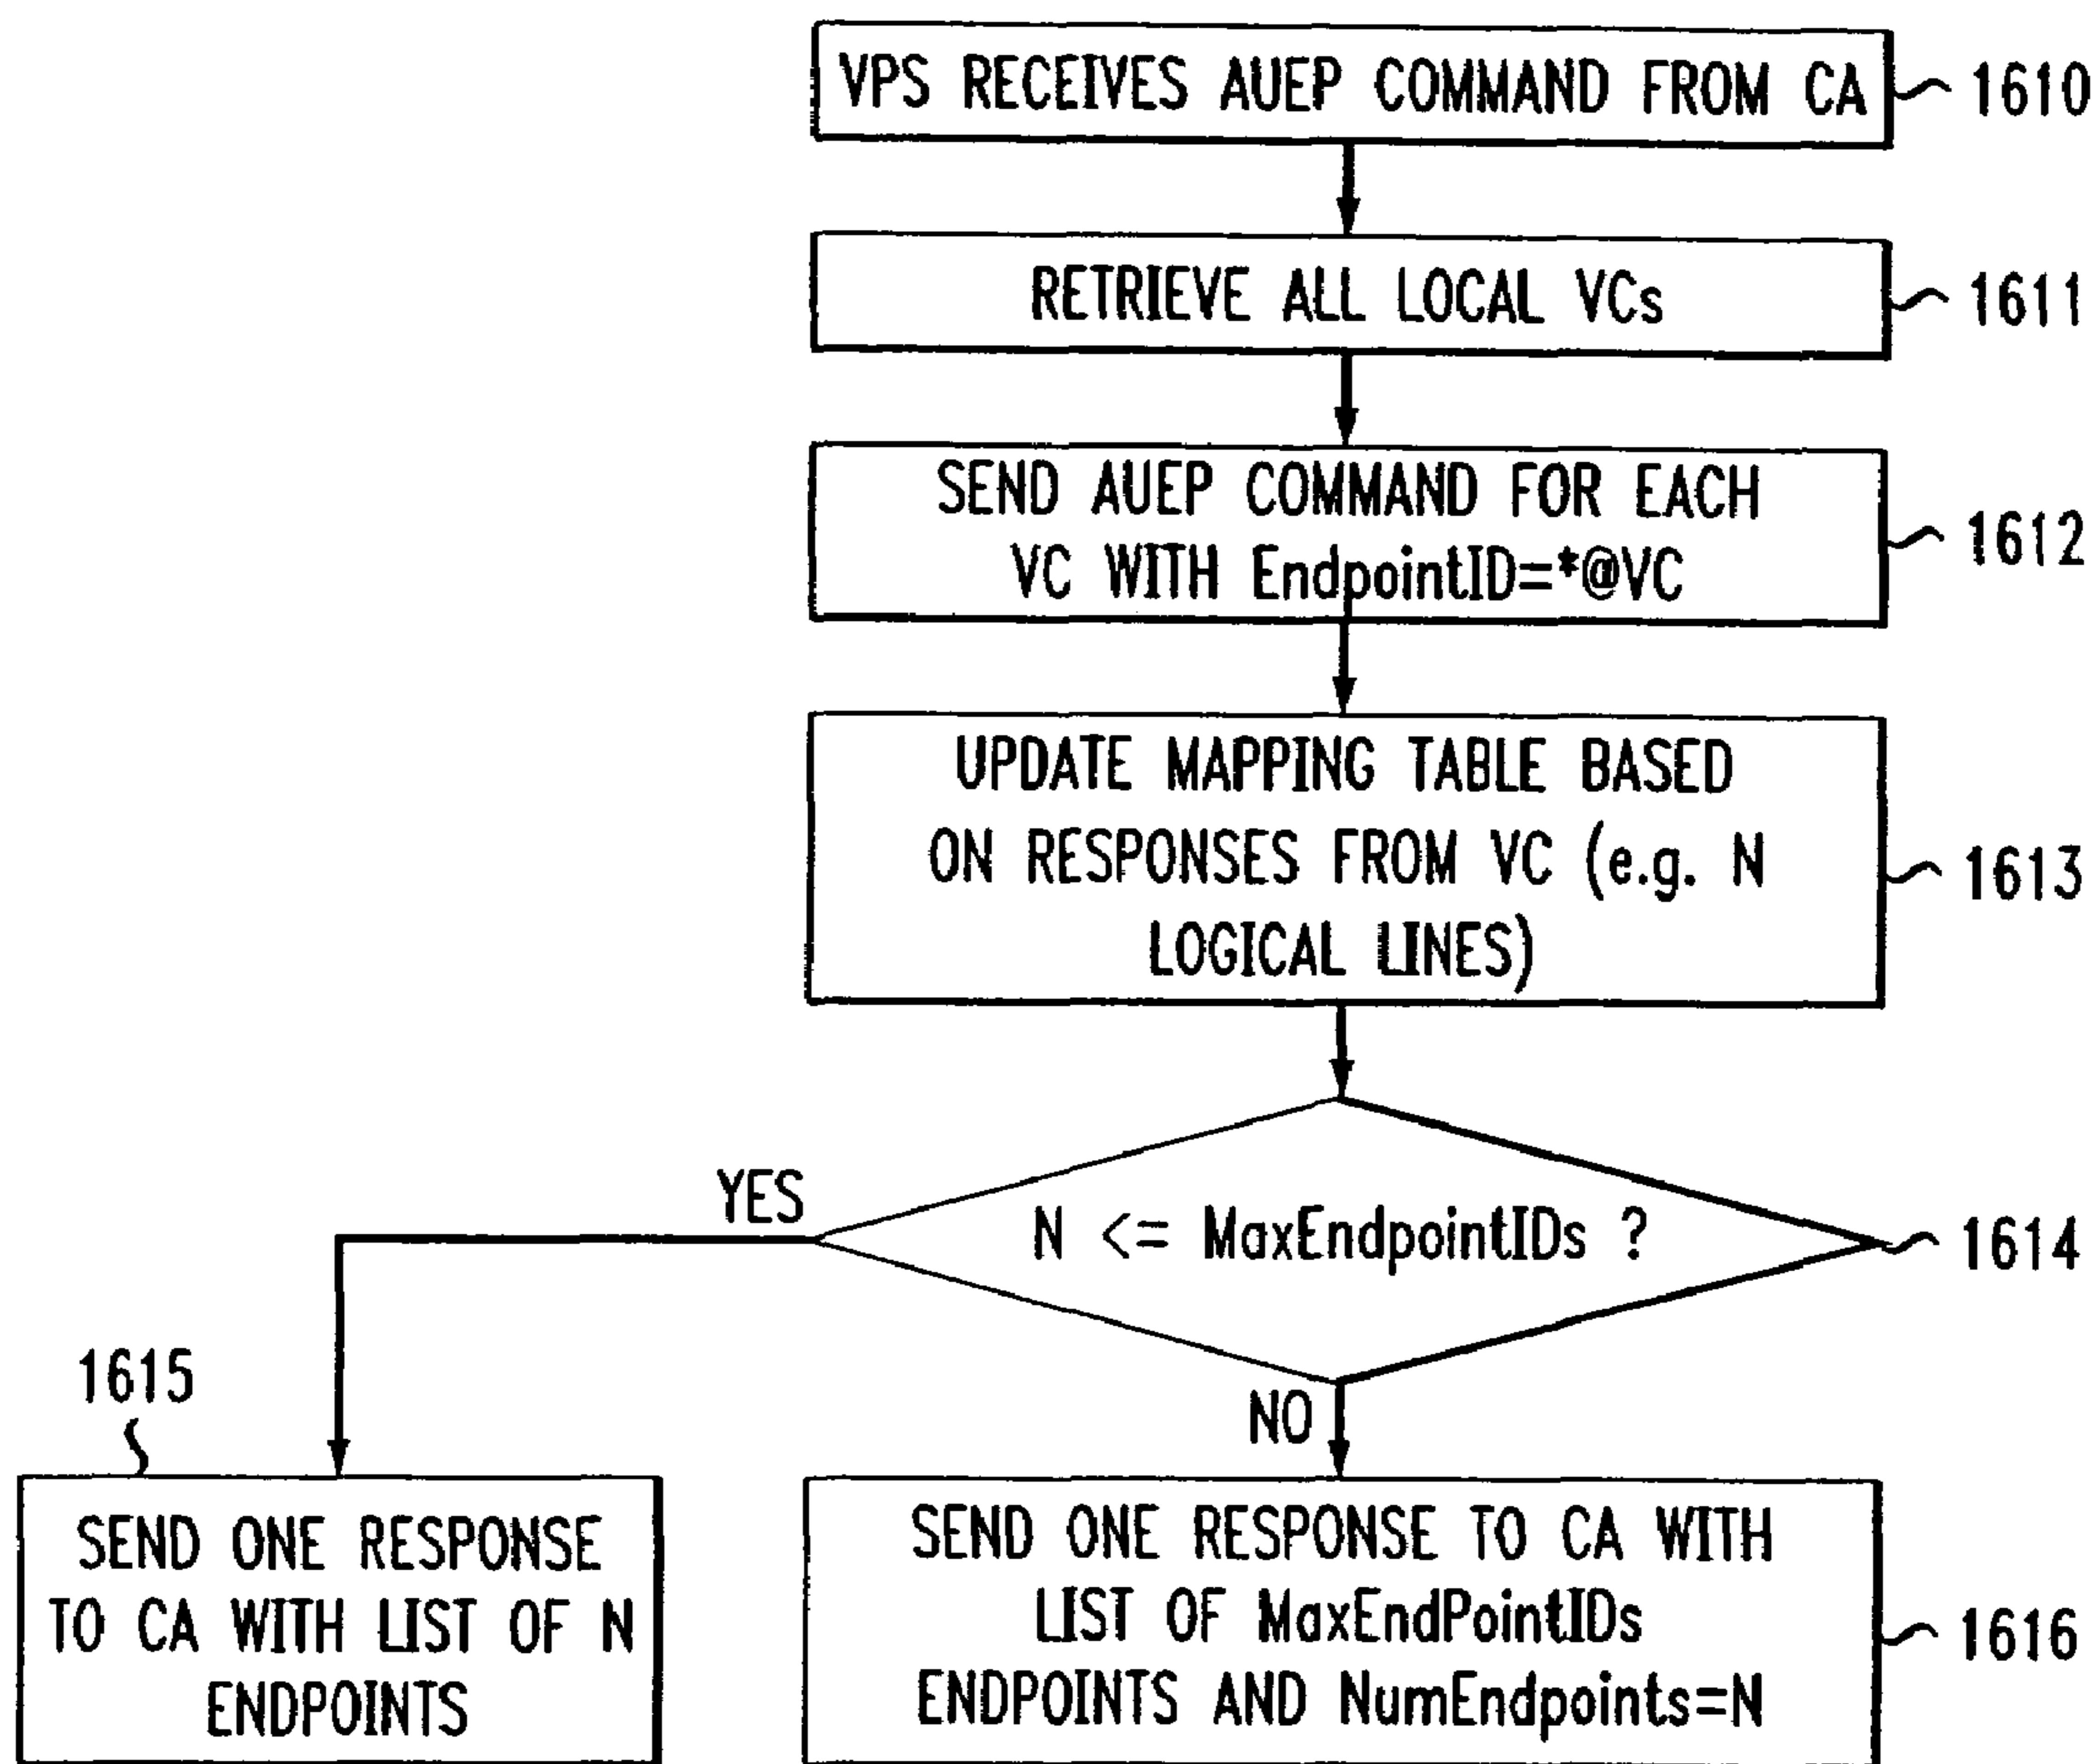 VPS RECEIVES AUEP COMMAND FROM CA
1610
RETRIEVE ALL LOCAL VCs
1611
SEND AUEP COMMAND FOR EACH
VC WITH EndpointID=*@VC
1612
UPDATE MAPPING TABLE BASED
ON RESPONSES FROM VC (e.g. N
LOGICAL LINES)
1613
N <= MaxEndpointIDs ?
1614
YES
NO
1615
SEND ONE RESPONSE
TO CA WITH LIST OF N
ENDPOINTS
SEND ONE RESPONSE TO CA WITH
LIST OF MaxEndPointIDs
ENDPOINTS AND NumEndpoints=N
1616